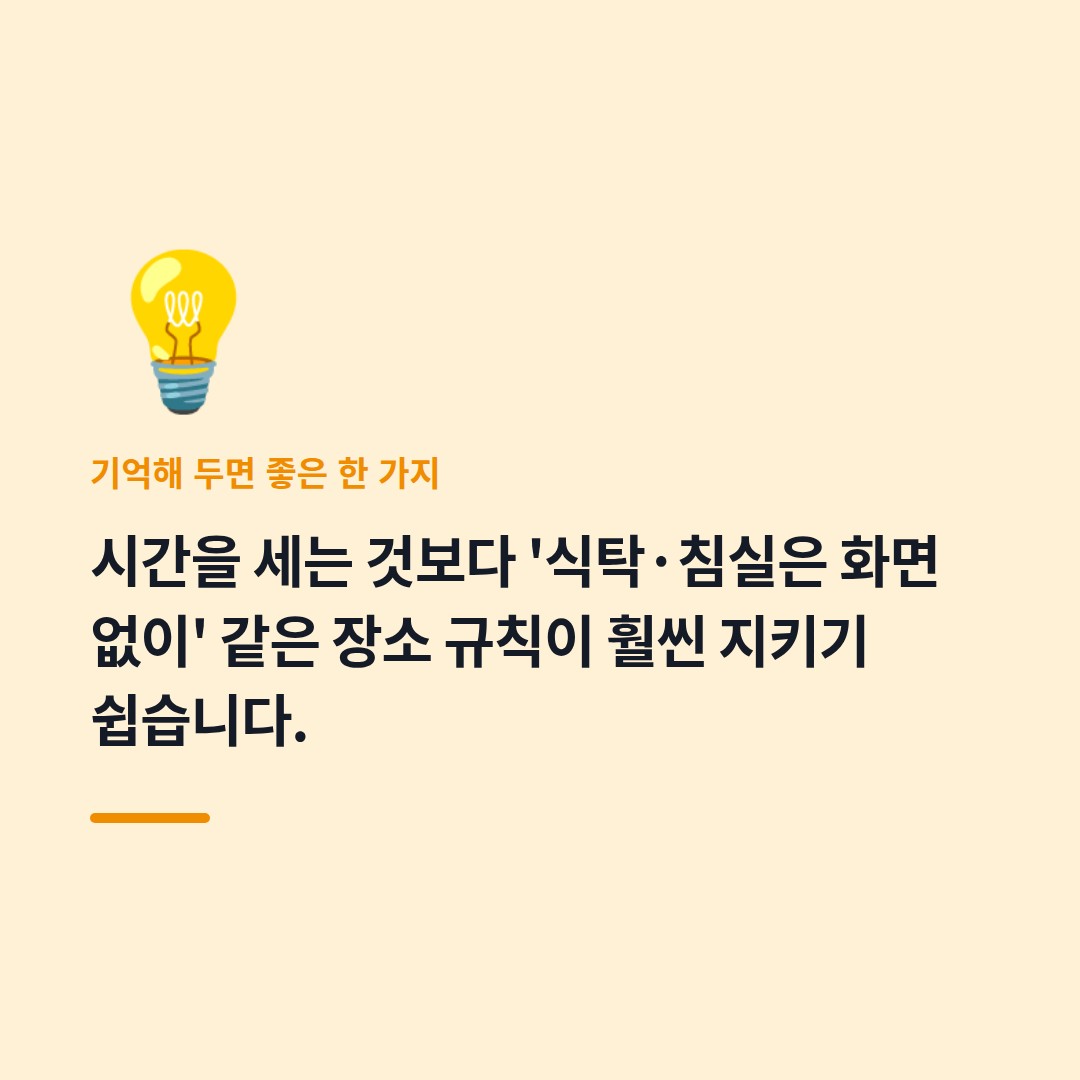 기억해 두면 좋은 한 가지
시간을 세는 것보다 '식탁·침실은 화면
없이' 같은 장소 규칙이 훨씬 지키기
쉽습니다.